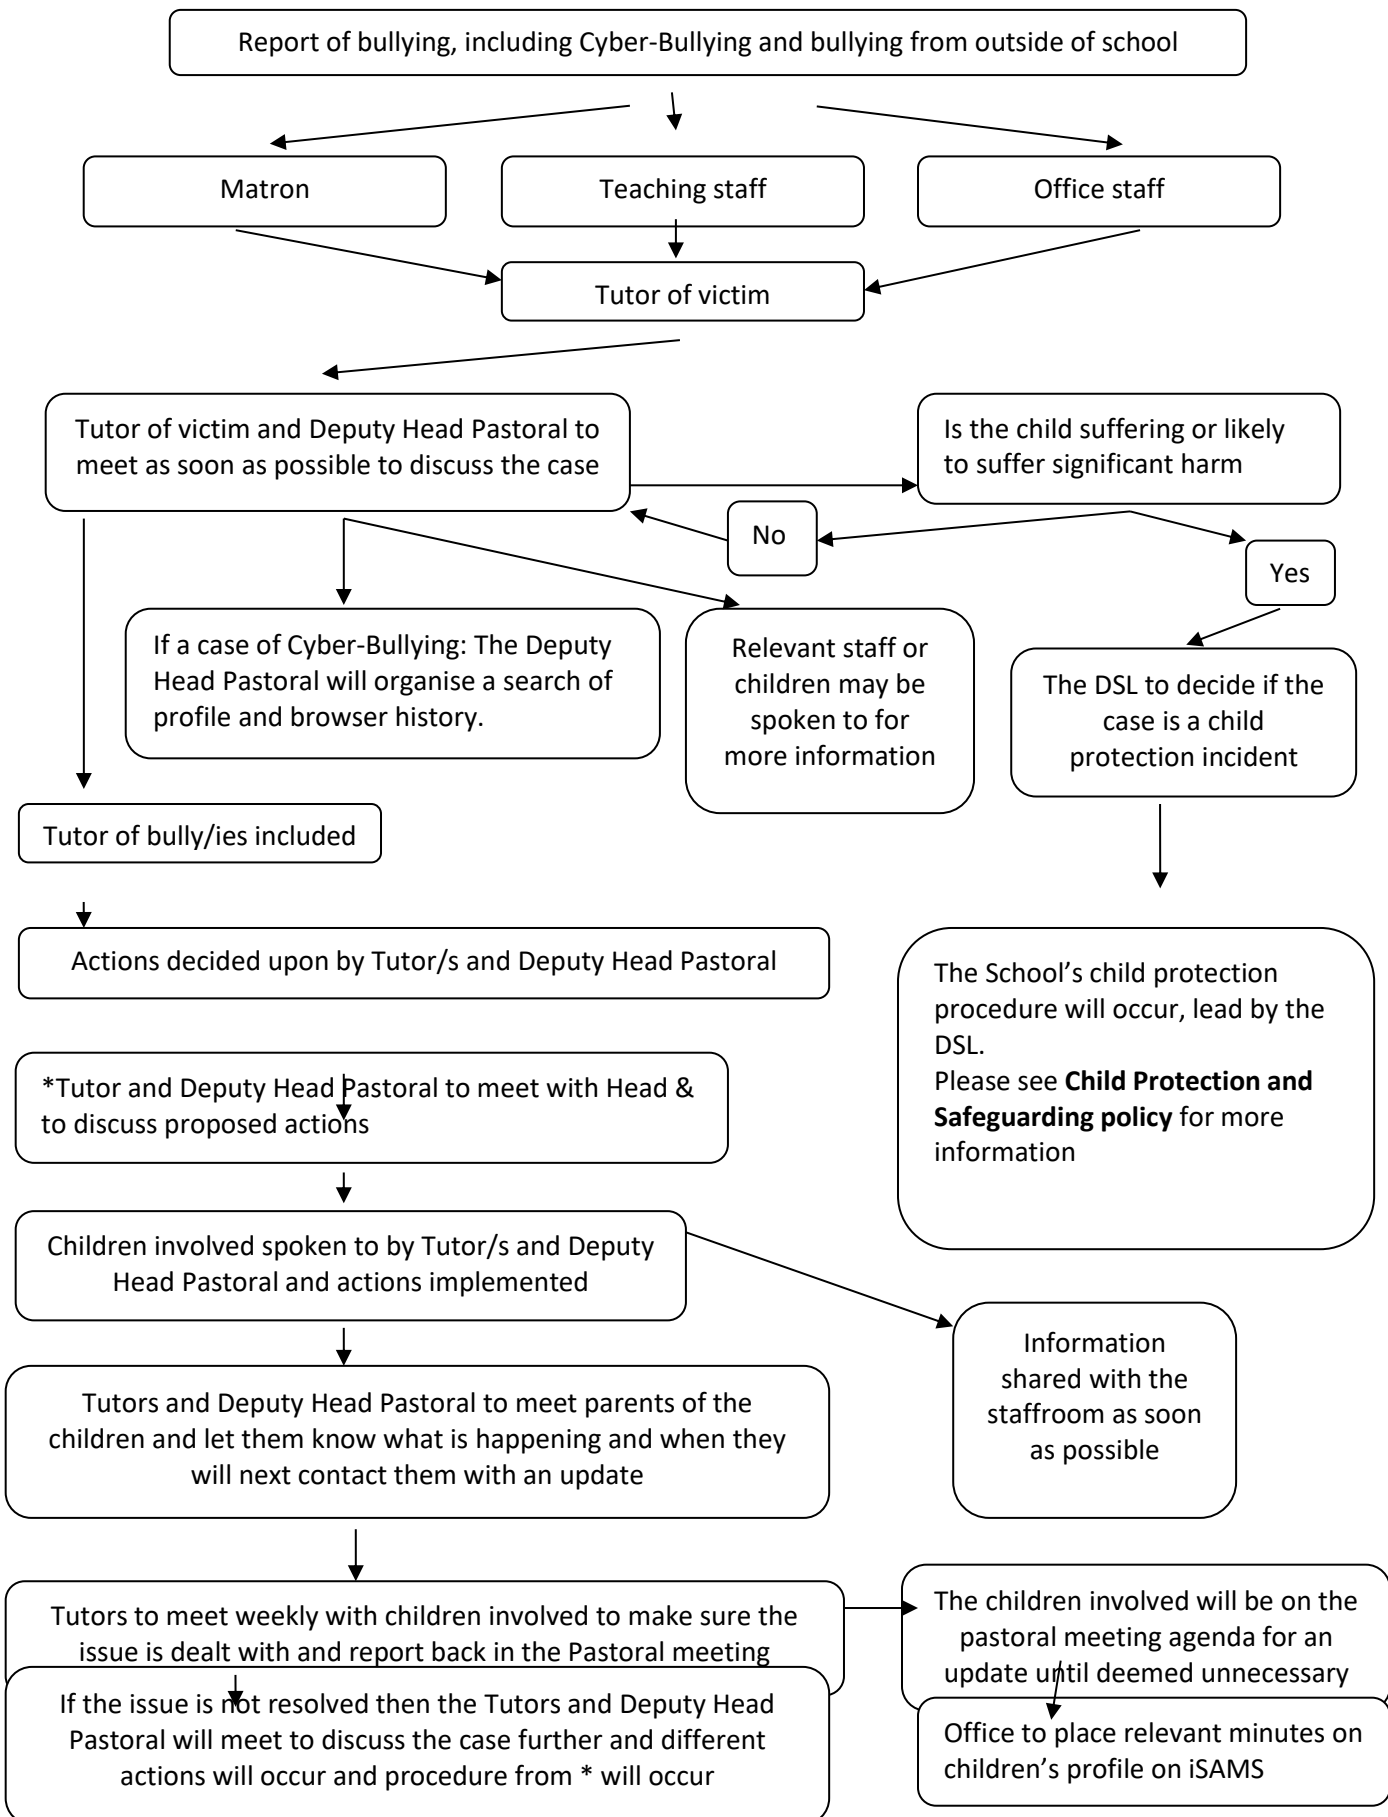 Report of bullying, including Cyber-Bullying and bullying from outside of school
Matron
Teaching staff
Office staff
Tutor of victim
Tutor of victim and Deputy Head Pastoral to
meet as soon as possible to discuss the case
Is the child suffering or likely
to suffer significant harm
No
Yes
If a case of Cyber-Bullying: The Deputy
Head Pastoral will organise a search of
profile and browser history.
Relevant staff or
children may be
spoken to for
more information
The DSL to decide if the
case is a child
protection incident
Tutor of bully/ies included
Actions decided upon by Tutor/s and Deputy Head Pastoral
The School’s child protection
procedure will occur, lead by the
DSL.
Please see Child Protection and
Safeguarding policy for more
information
*Tutor and Deputy Head Pastoral to meet with Head &
to discuss proposed actions
Children involved spoken to by Tutor/s and Deputy
Head Pastoral and actions implemented
Information
shared with the
staffroom as soon
as possible
Tutors and Deputy Head Pastoral to meet parents of the
children and let them know what is happening and when they
will next contact them with an update
Tutors to meet weekly with children involved to make sure the
issue is dealt with and report back in the Pastoral meeting
The children involved will be on the
pastoral meeting agenda for an
update until deemed unnecessary
If the issue is not resolved then the Tutors and Deputy Head
Pastoral will meet to discuss the case further and different
actions will occur and procedure from * will occur
Office to place relevant minutes on
children’s profile on iSAMS